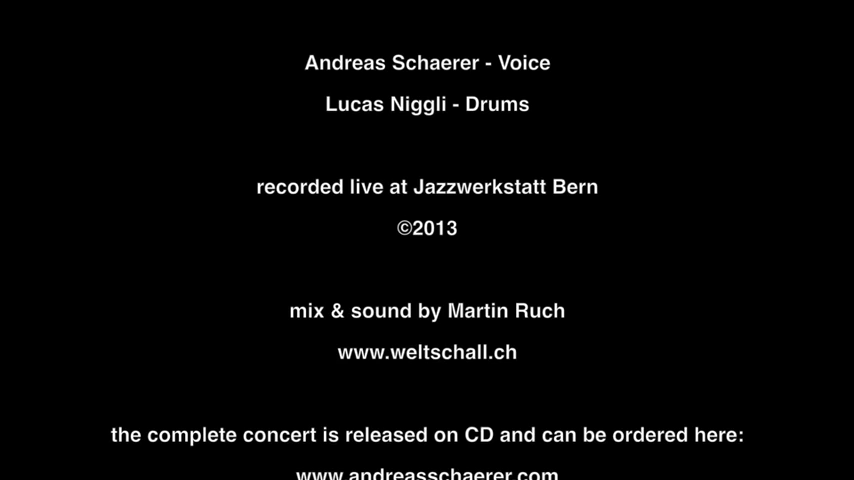 Andreas Schaerer - Voice
Lucas Niggli - Drums
recorded live at Jazzwerkstatt Bern
©2013
mix & sound by Martin Ruch
www.weltschall.ch
the complete concert is released on CD and can be ordered here:
www.andreasschaerer.com